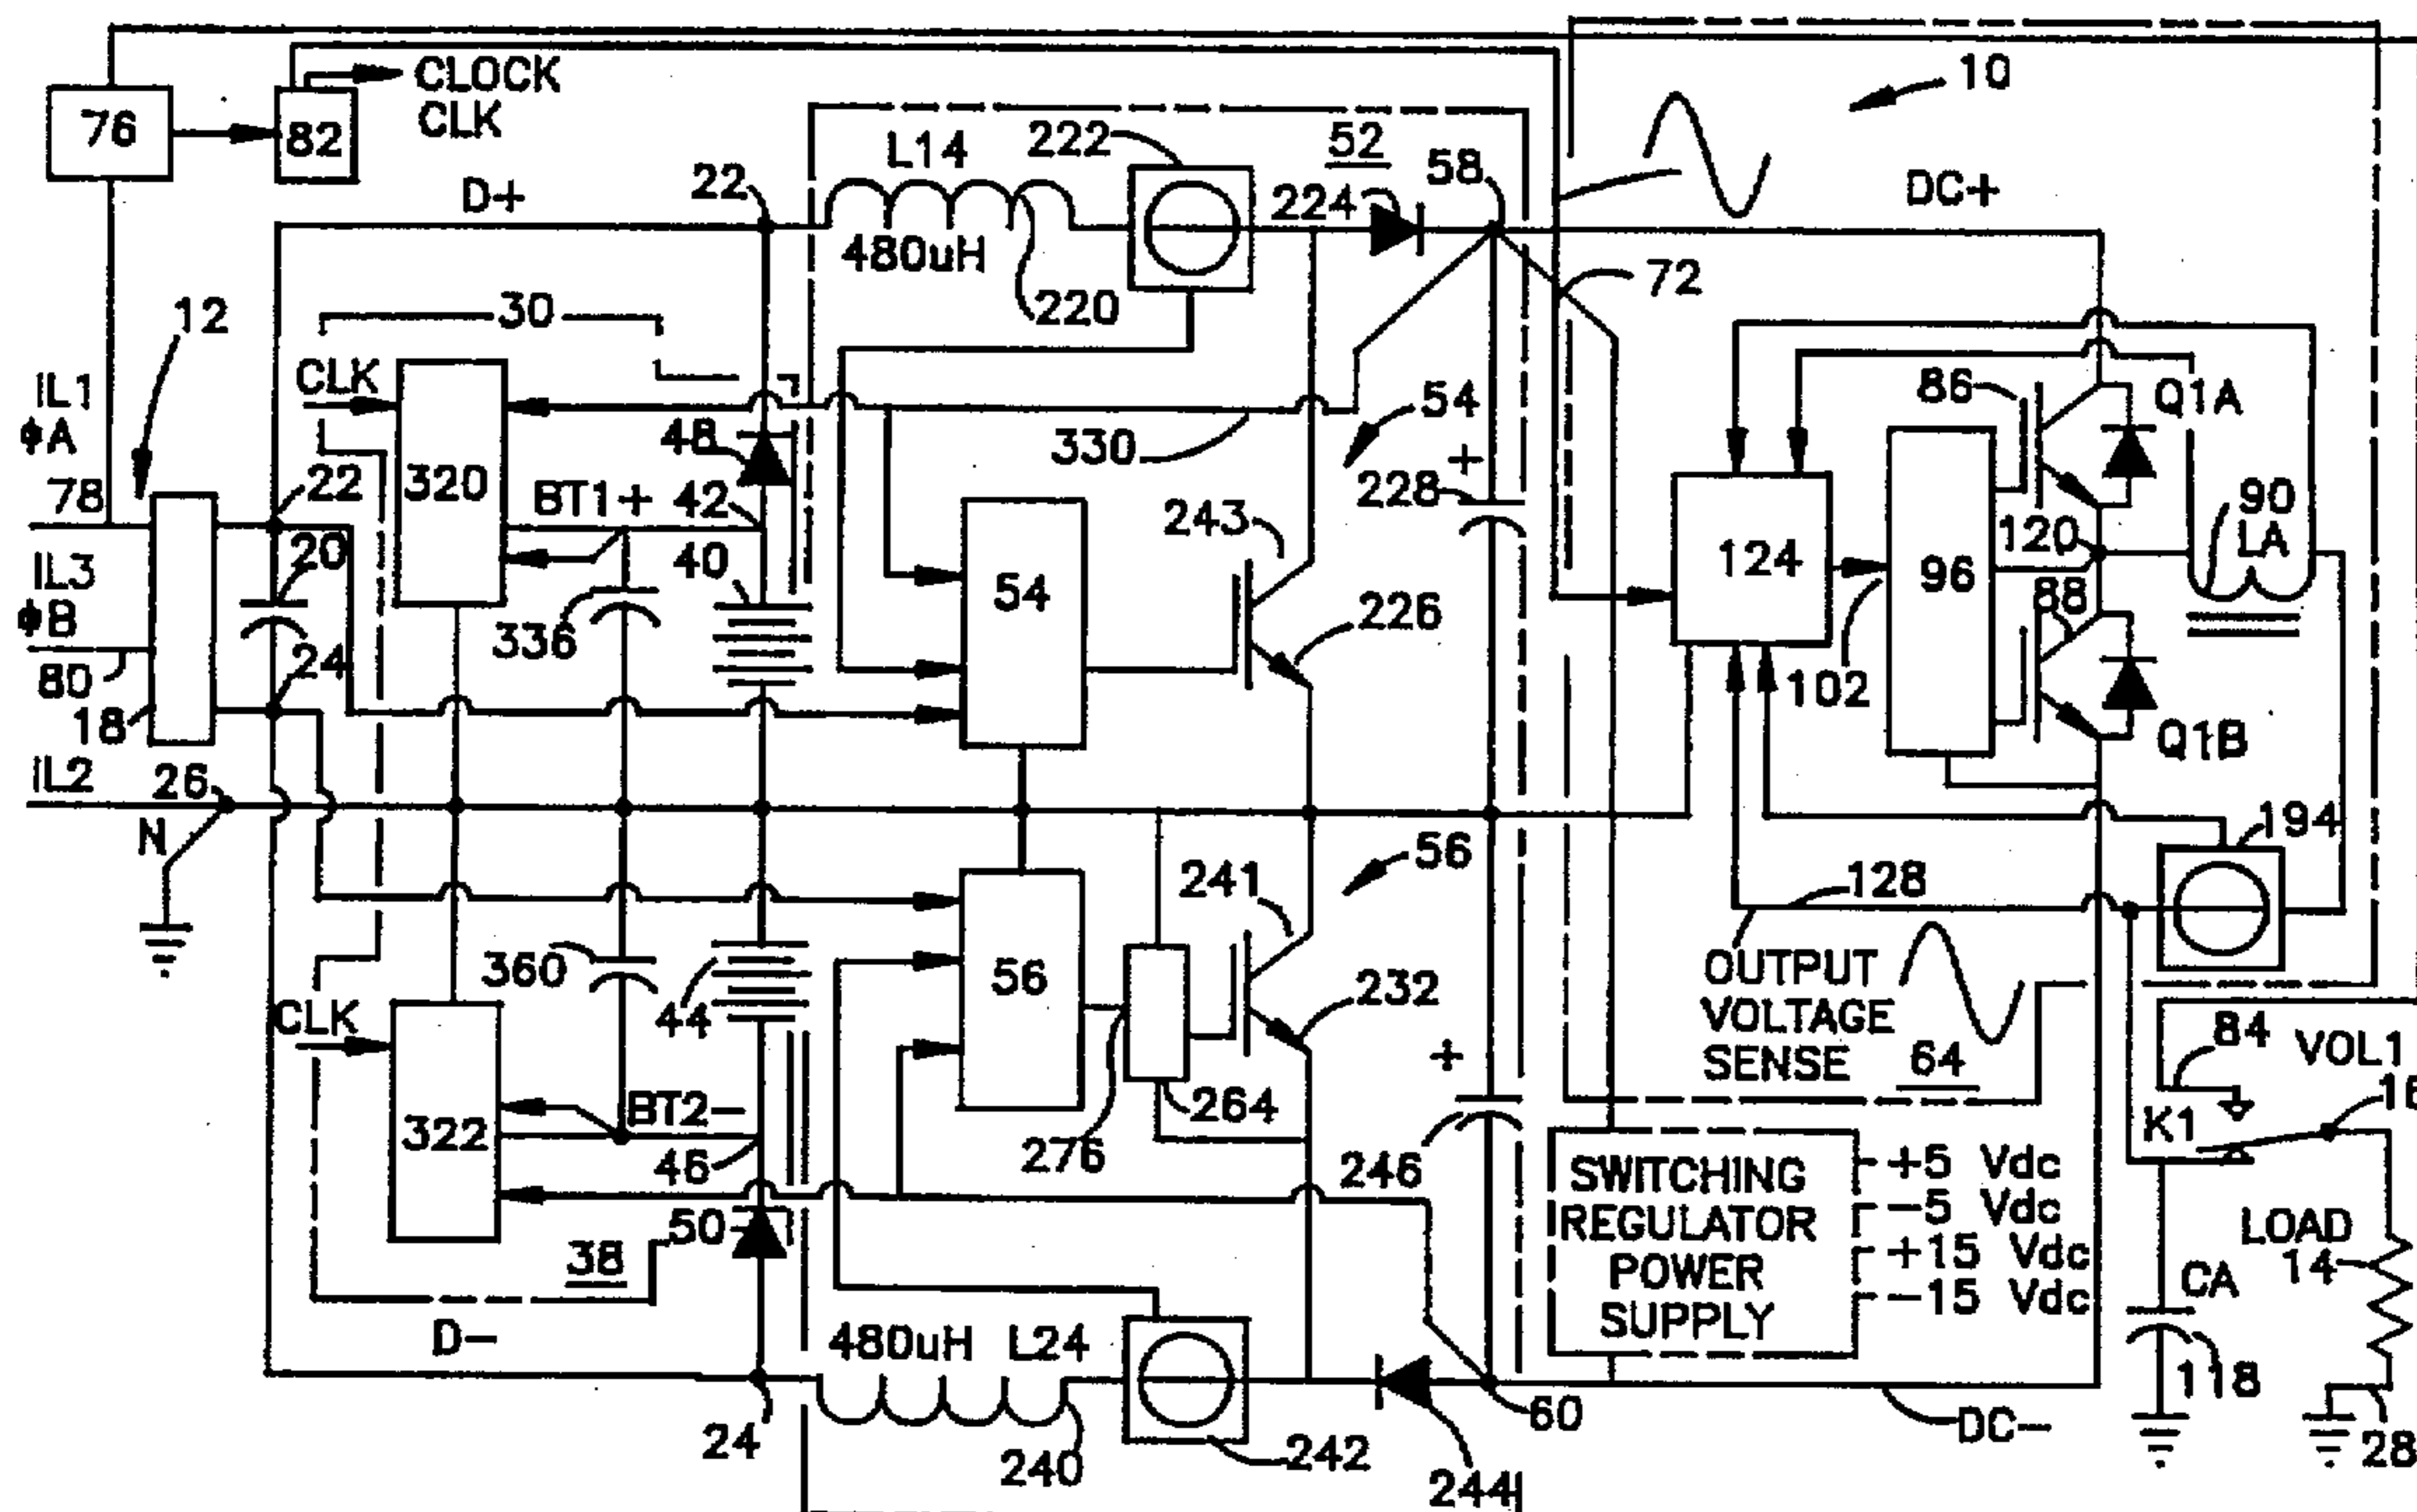 CLOCK
CLK
10
76
82
L14
222
52
58
22
D+
224
DC+
480uH
220
72
12
30
CLK
IL1
ϕA
86
Q1A
48
330
54
320
+
228
78
22
BT1+
42
243
90
LA
20
40
120
124
96
IL3
ϕB
54
226
88
336
80
24
102
18
Q1B
IL2
26
N
194
56
241
128
360
56
232
OUTPUT
VOLTAGE
SENSE
64
CLK
44
+
84
VOL1
16
BT2-
264
K1
322
46
276
246
SWITCHING
REGULATOR
POWER
SUPPLY
+5 Vdc
-5 Vdc
+15 Vdc
-15 Vdc
50
38
LOAD
14
CA
D-
480uH L24
118
24
240
242
244
60
DC-
28